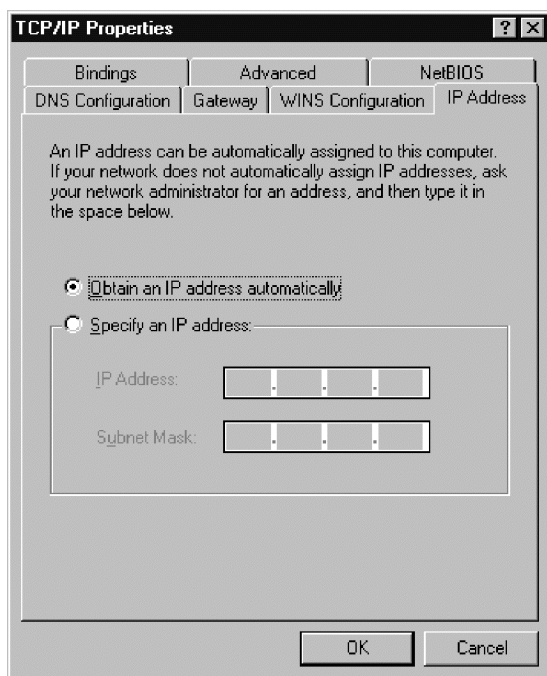 TCP/IP Properties
Bindings
Advanced
NetBIOS
DNS Configuration
Gateway
WINS Configuration
IP Address
An IP address can be automatically assigned to this computer.
If your network does not automatically assign IP addresses, ask
your network administrator for an address, and then type it in
the space below.
Obtain an IP address automatically
Specify an IP address:
IP Address:
. . .
Subnet Mask:
. . .
OK
Cancel